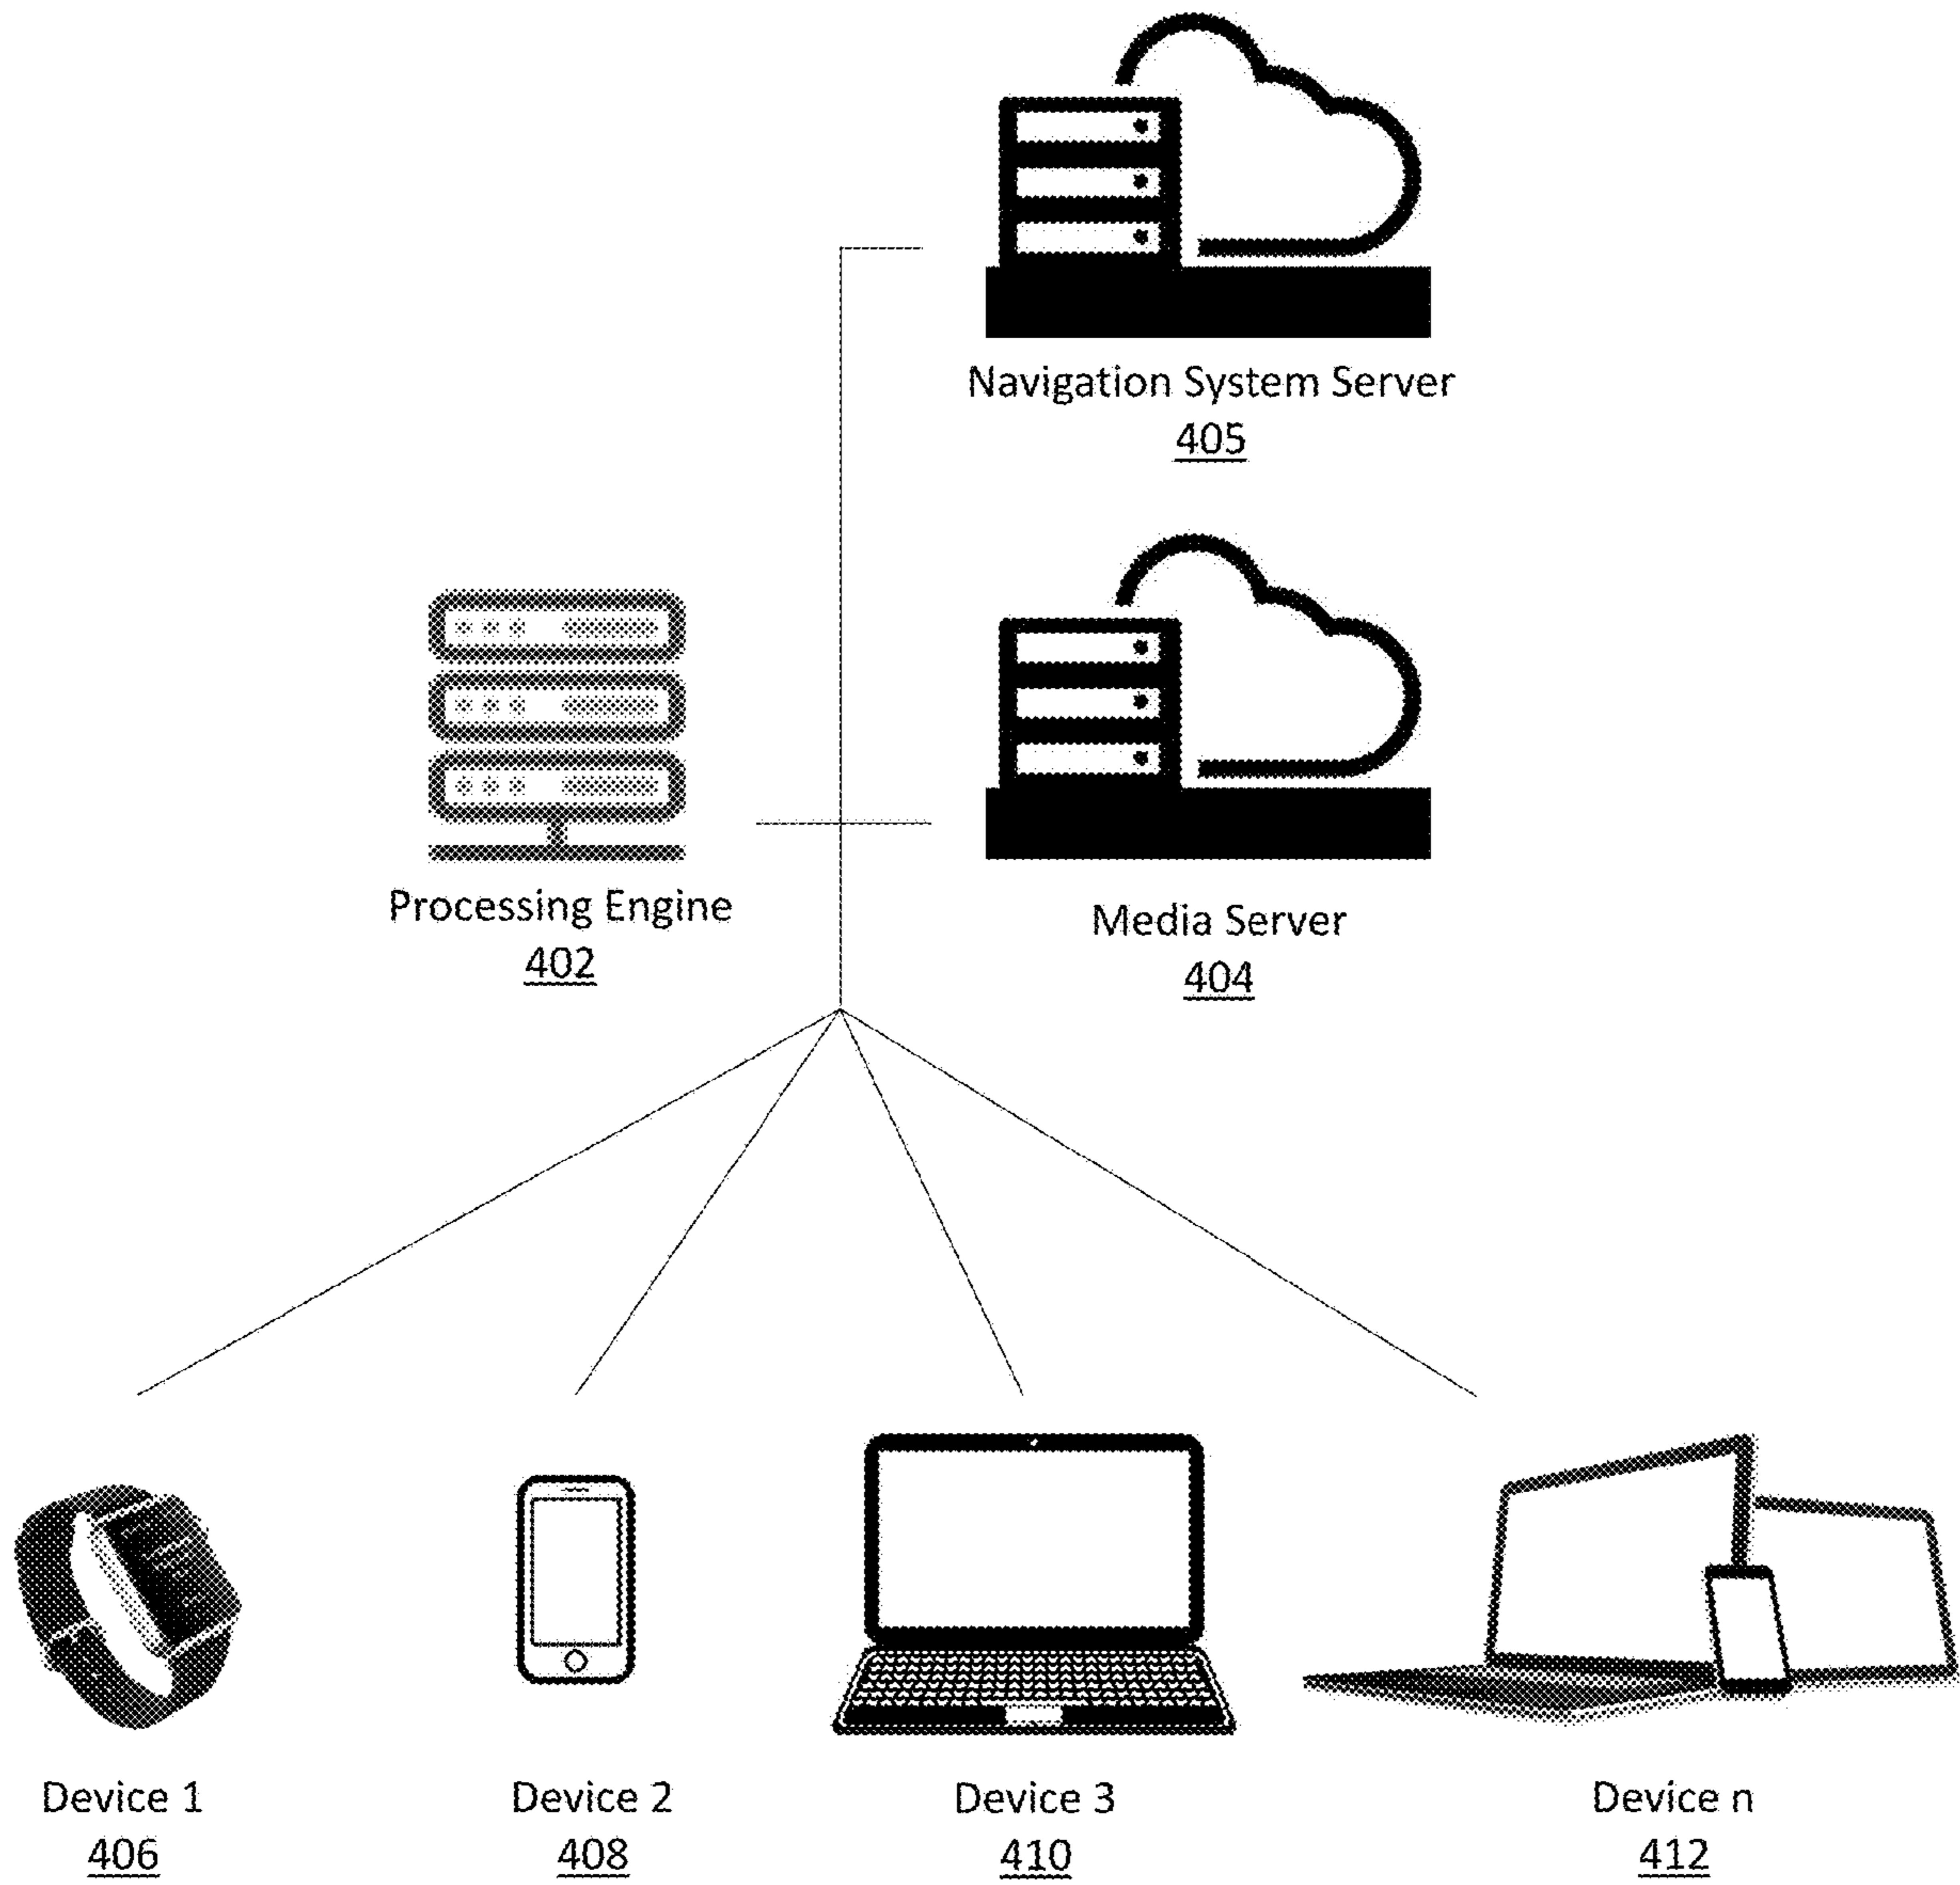 Navigation System Server
405
Processing Engine
402
Media Server
404
Device 1
406
Device 2
408
Device 3
410
Device n
412